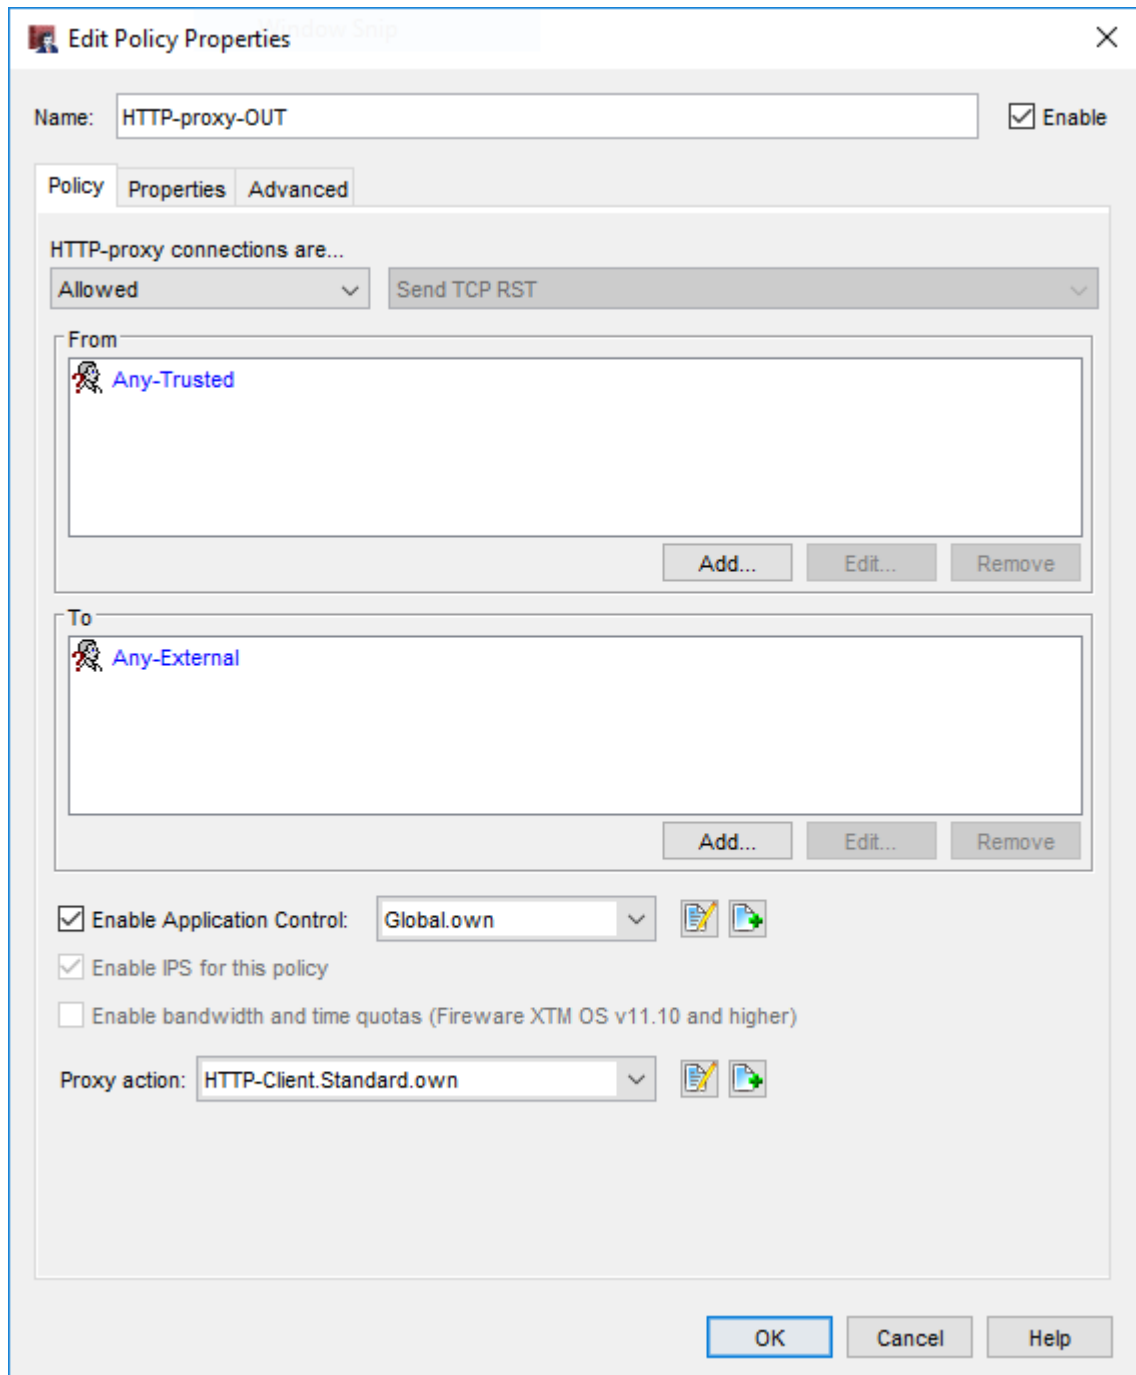 Window Snip
Edit Policy Properties
Name: HTTP-proxy-OUT Enable
Policy Properties Advanced
HTTP-proxy connections are...
Allowed Send TCP RST
From
Any-Trusted
Add... Edit... Remove
To
Any-External
Add... Edit... Remove
Enable Application Control: Global.own
Enable IPS for this policy
Enable bandwidth and time quotas (Fireware XTM OS v11.10 and higher)
Proxy action: HTTP-Client.Standard.own
OK Cancel Help